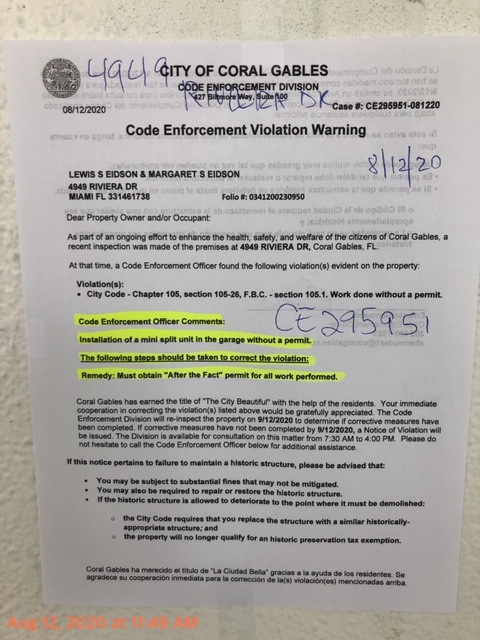 4949
RIVIERA DR
CITY OF CORAL GABLES
CODE ENFORCEMENT DIVISION
427 Biltmore Way, Suite 100
08/12/2020
Case #: CE295951-081220
Code Enforcement Violation Warning
8/12/20
LEWIS S EIDSON & MARGARET S EIDSON
4949 RIVIERA DR
MIAMI FL 331461738
Folio #: 0341200230950
Dear Property Owner and/or Occupant:
As part of an ongoing effort to enhance the health, safety, and welfare of the citizens of Coral Gables, a
recent inspection was made of the premises at 4949 RIVIERA DR, Coral Gables, FL.
At that time, a Code Enforcement Officer found the following violation(s) evident on the property:
Violation(s):
• City Code - Chapter 105, section 105-26, F.B.C. - section 105.1. Work done without a permit.
CE295951
Code Enforcement Officer Comments:
Installation of a mini split unit in the garage without a permit.
The following steps should be taken to correct the violation:
Remedy: Must obtain "After the Fact" permit for all work performed.
Coral Gables has earned the title of "The City Beautiful" with the help of the residents. Your immediate
cooperation in correcting the violation(s) listed above would be gratefully appreciated. The Code
Enforcement Division will re-inspect the property on 9/12/2020 to determine if corrective measures have
been completed. If corrective measures have not been completed by 9/12/2020, a Notice of Violation will
be issued. The Division is available for consultation on this matter from 7:30 AM to 4:00 PM. Please do
not hesitate to call the Code Enforcement Officer below for additional assistance.
If this notice pertains to failure to maintain a historic structure, please be advised that:
• You may be subject to substantial fines that may not be mitigated.
• You may also be required to repair or restore the historic structure.
• If the historic structure is allowed to deteriorate to the point where it must be demolished:
o the City Code requires that you replace the structure with a similar historically-
appropriate structure; and
o the property will no longer qualify for an historic preservation tax exemption.
Coral Gables ha merecido el titulo de "La Ciudad Bella" gracias a la ayuda de los residentes. Se
agradece su cooperación inmediata para la corrección de la(s) violación(es) mencionadas arriba.
Aug 12, 2020 at 11:49 AM